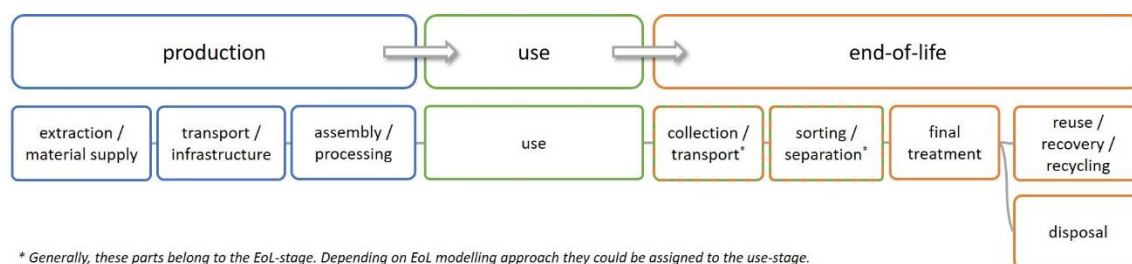 production
use
end-of-life
extraction /
material supply
transport /
infrastructure
assembly /
processing
use
collection /
transport*
sorting /
separation*
final
treatment
reuse /
recovery /
recycling
disposal
* Generally, these parts belong to the EoL-stage. Depending on EoL modelling approach they could be assigned to the use-stage.